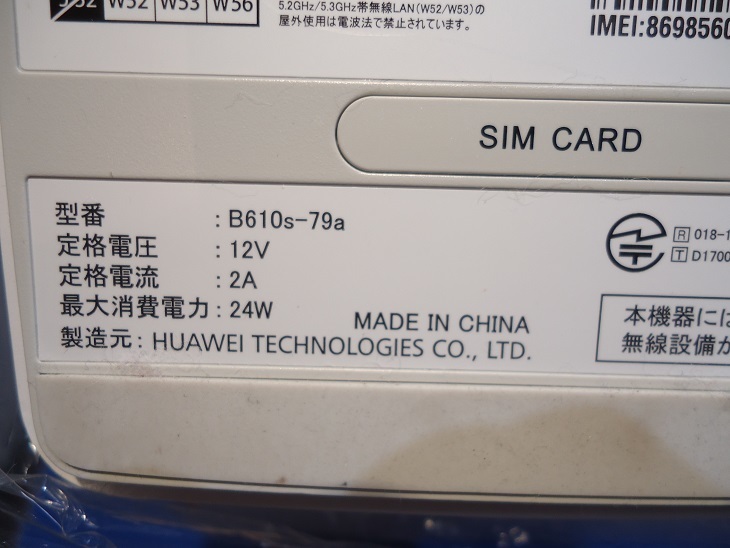 J52 W52 W53 W56
5.2GHz/5.3GHz帯無線LAN（W52/W53）の
屋外使用は電波法で禁止されています。
IMEI:8698560
SIM CARD
型番 : B610s-79a
定格電圧 : 12V
定格電流 : 2A
最大消費電力 : 24W
MADE IN CHINA
製造元 : HUAWEI TECHNOLOGIES CO., LTD.
R 018-1
T D1700
本機器には
無線設備が